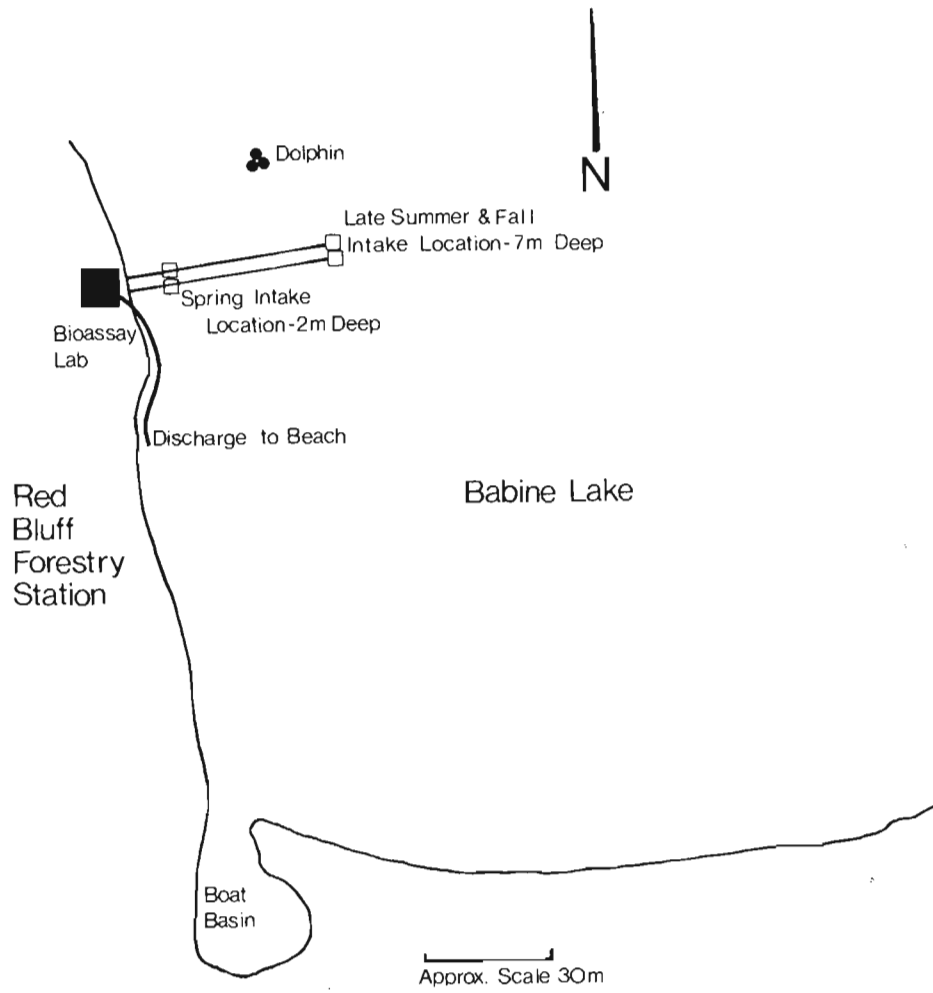 Dolphin
N
Late Summer & Fall
Intake Location-7m Deep
Spring Intake
Location-2m Deep
Bioassay
Lab
Discharge to Beach
Babine Lake
Red
Bluff
Forestry
Station
Boat
Basin
Approx. Scale 30m